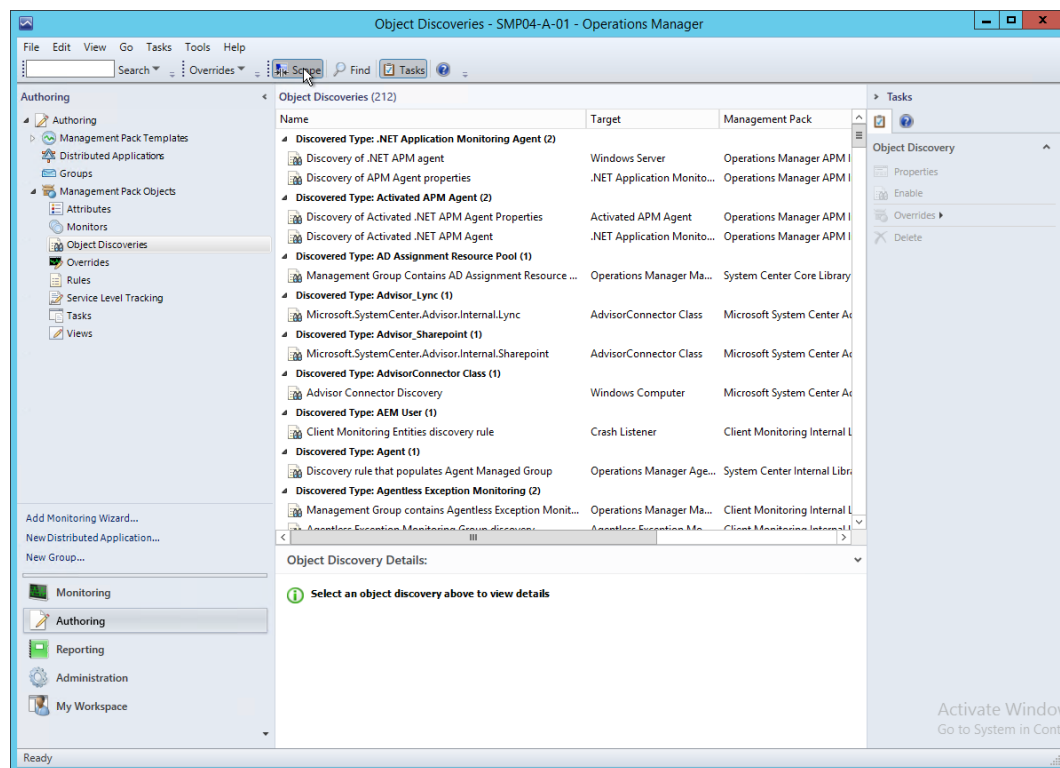 Object Discoveries - SMP04-A-01 - Operations Manager
File Edit View Go Tasks Tools Help
Search Overrides Scope Find Tasks
Authoring
Authoring
Management Pack Templates
Distributed Applications
Groups
Management Pack Objects
Attributes
Monitors
Object Discoveries
Overrides
Rules
Service Level Tracking
Tasks
Views
Add Monitoring Wizard...
New Distributed Application...
New Group...
Monitoring
Authoring
Reporting
Administration
My Workspace
Object Discoveries (212)
Name Target Management Pack
Discovered Type: .NET Application Monitoring Agent (2)
Discovery of .NET APM agent Windows Server Operations Manager APM I
Discovery of APM Agent properties .NET Application Monito... Operations Manager APM I
Discovered Type: Activated APM Agent (2)
Discovery of Activated .NET APM Agent Properties Activated APM Agent Operations Manager APM I
Discovery of Activated .NET APM Agent .NET Application Monito... Operations Manager APM I
Discovered Type: AD Assignment Resource Pool (1)
Management Group Contains AD Assignment Resource ... Operations Manager Ma... System Center Core Library
Discovered Type: Advisor_Lync (1)
Microsoft.SystemCenter.Advisor.Internal.Lync AdvisorConnector Class Microsoft System Center Ad
Discovered Type: Advisor_Sharepoint (1)
Microsoft.SystemCenter.Advisor.Internal.Sharepoint AdvisorConnector Class Microsoft System Center Ad
Discovered Type: AdvisorConnector Class (1)
Advisor Connector Discovery Windows Computer Microsoft System Center Ad
Discovered Type: AEM User (1)
Client Monitoring Entities discovery rule Crash Listener Client Monitoring Internal L
Discovered Type: Agent (1)
Discovery rule that populates Agent Managed Group Operations Manager Age... System Center Internal Libra
Discovered Type: Agentless Exception Monitoring (2)
Management Group contains Agentless Exception Monit... Operations Manager Ma... Client Monitoring Internal L
Agentless Exception Monitoring Group discovery Agentless Exception Mo... Client Monitoring Internal L
Object Discovery Details:
Select an object discovery above to view details
Tasks
Object Discovery
Properties
Enable
Overrides
Delete
Activate Window
Go to System in Cont
Ready